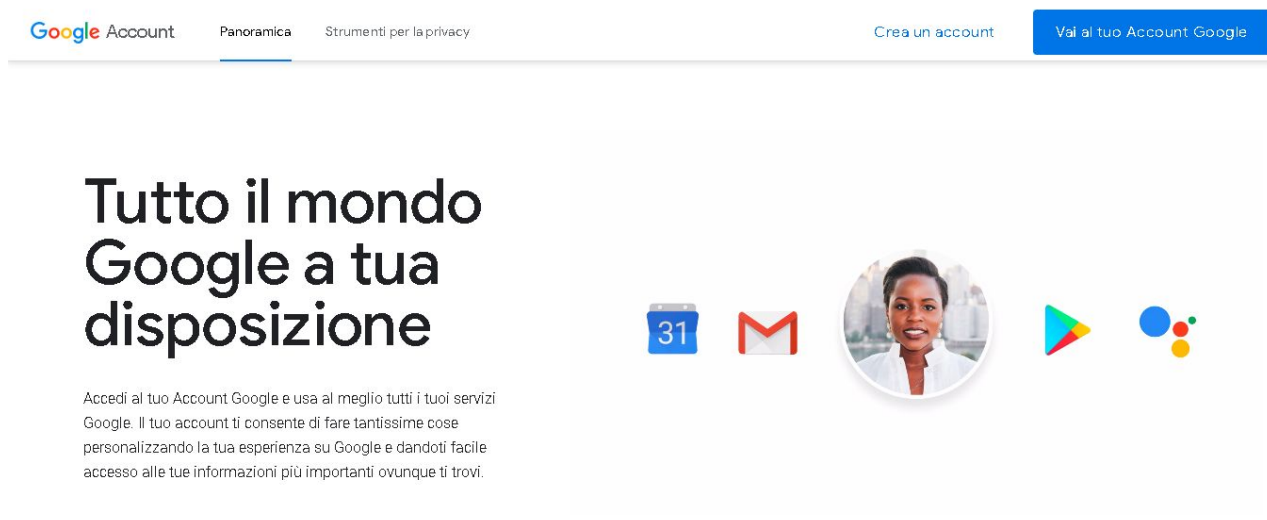 Google Account
Panoramica
Strumenti per la privacy
Crea un account
Vai al tuo Account Google
Tutto il mondo
Google a tua
disposizione
Accedi al tuo Account Google e usa al meglio tutti i tuoi servizi
Google. Il tuo account ti consente di fare tantissime cose
personalizzando la tua esperienza su Google e dandoti facile
accesso alle tue informazioni più importanti ovunque ti trovi.
31